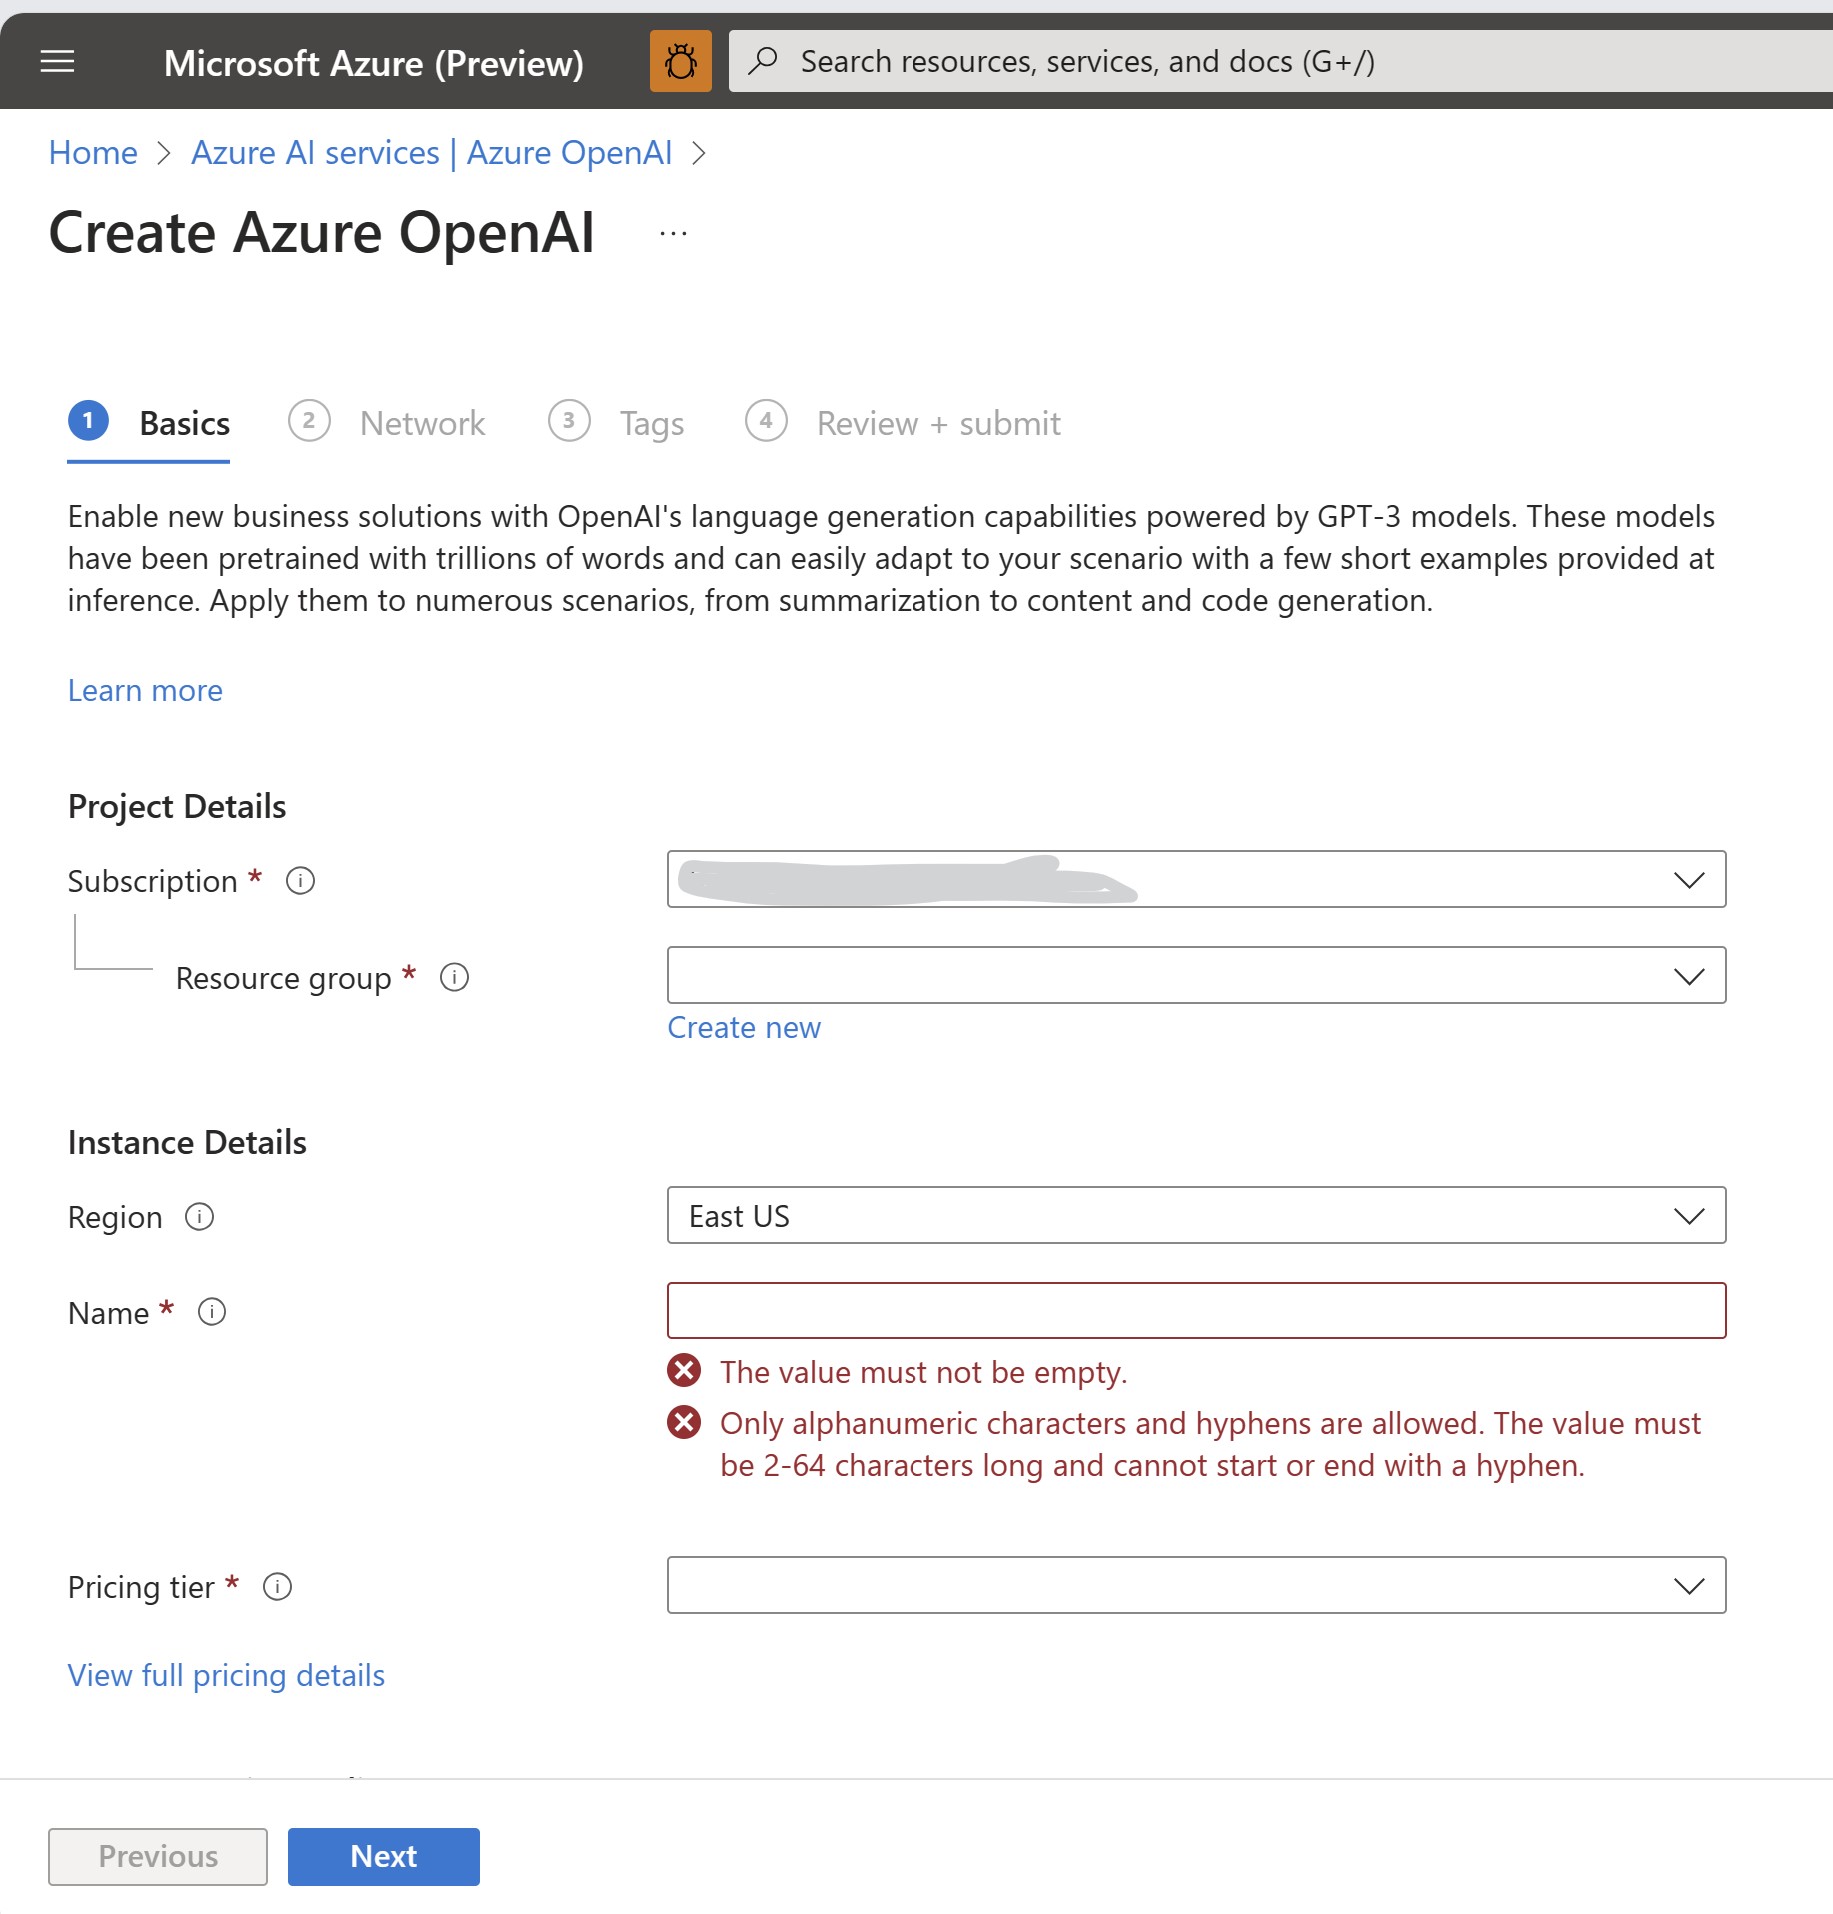 Microsoft Azure (Preview)
Search resources, services, and docs (G+/)
Home > Azure AI services | Azure OpenAI >
Create Azure OpenAI ...
1 Basics 2 Network 3 Tags 4 Review + submit
Enable new business solutions with OpenAI's language generation capabilities powered by GPT-3 models. These models
have been pretrained with trillions of words and can easily adapt to your scenario with a few short examples provided at
inference. Apply them to numerous scenarios, from summarization to content and code generation.
Learn more
Project Details
Subscription *
Resource group *
Create new
Instance Details
Region
East US
Name *
The value must not be empty.
Only alphanumeric characters and hyphens are allowed. The value must
be 2-64 characters long and cannot start or end with a hyphen.
Pricing tier *
View full pricing details
Previous
Next